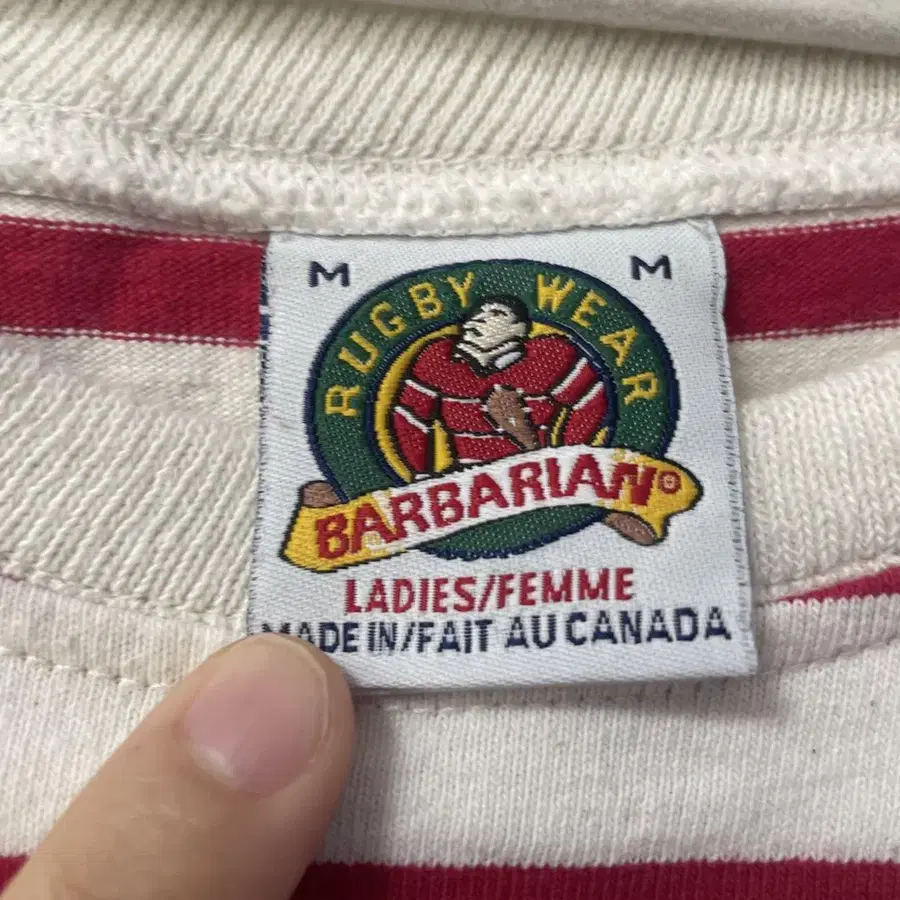 M M
RUGBY WEAR
BARBARIAN®
LADIES/FEMME
MADE IN/FAIT AU CANADA